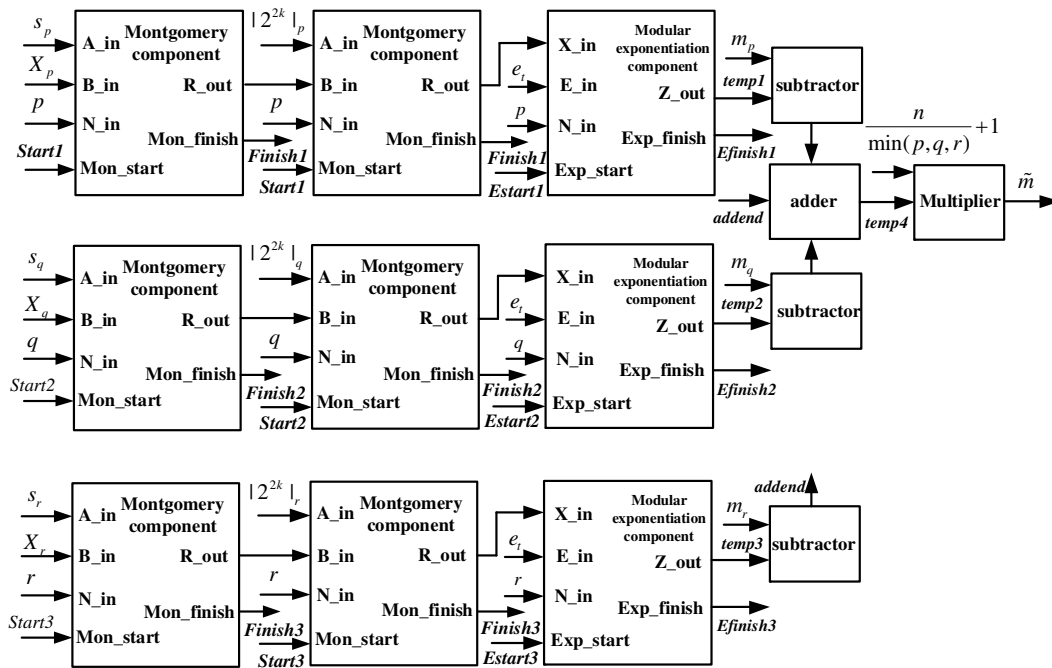 s_p
A_in
Montgomery
component
X_p
B_in
R_out
p
N_in
Mon_finish
Start1
Mon_start
Finish1
|2^{2k}|_p
A_in
Montgomery
component
B_in
R_out
p
N_in
Mon_finish
Start1
Mon_start
Finish1
Modular
exponentiation
component
X_in
e_t
E_in
Z_out
p
N_in
Exp_finish
Estart1
Exp_start
Efinish1
m_p
temp1
subtractor
addend
adder
temp4
n
min(p,q,r)
+1
Multiplier
m̃
s_q
A_in
Montgomery
component
X_q
B_in
R_out
q
N_in
Mon_finish
Start2
Mon_start
Finish2
|2^{2k}|_q
A_in
Montgomery
component
B_in
R_out
q
N_in
Mon_finish
Start2
Mon_start
Finish2
Modular
exponentiation
component
X_in
e_t
E_in
Z_out
q
N_in
Exp_finish
Estart2
Exp_start
Efinish2
m_q
temp2
subtractor
s_r
A_in
Montgomery
component
X_r
B_in
R_out
r
N_in
Mon_finish
Start3
Mon_start
Finish3
|2^{2k}|_r
A_in
Montgomery
component
B_in
R_out
r
N_in
Mon_finish
Start3
Mon_start
Finish3
Modular
exponentiation
component
X_in
e_t
E_in
Z_out
r
N_in
Exp_finish
Estart3
Exp_start
Efinish3
m_r
temp3
addend
subtractor